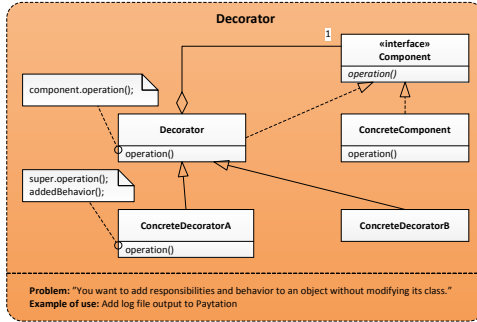 Decorator
1
«interface»
Component
operation()
component.operation();
Decorator
operation()
ConcreteComponent
operation()
super.operation();
addedBehavior();
ConcreteDecoratorA
operation()
ConcreteDecoratorB
Problem: "You want to add responsibilities and behavior to an object without modifying its class."
Example of use: Add log file output to Paytation